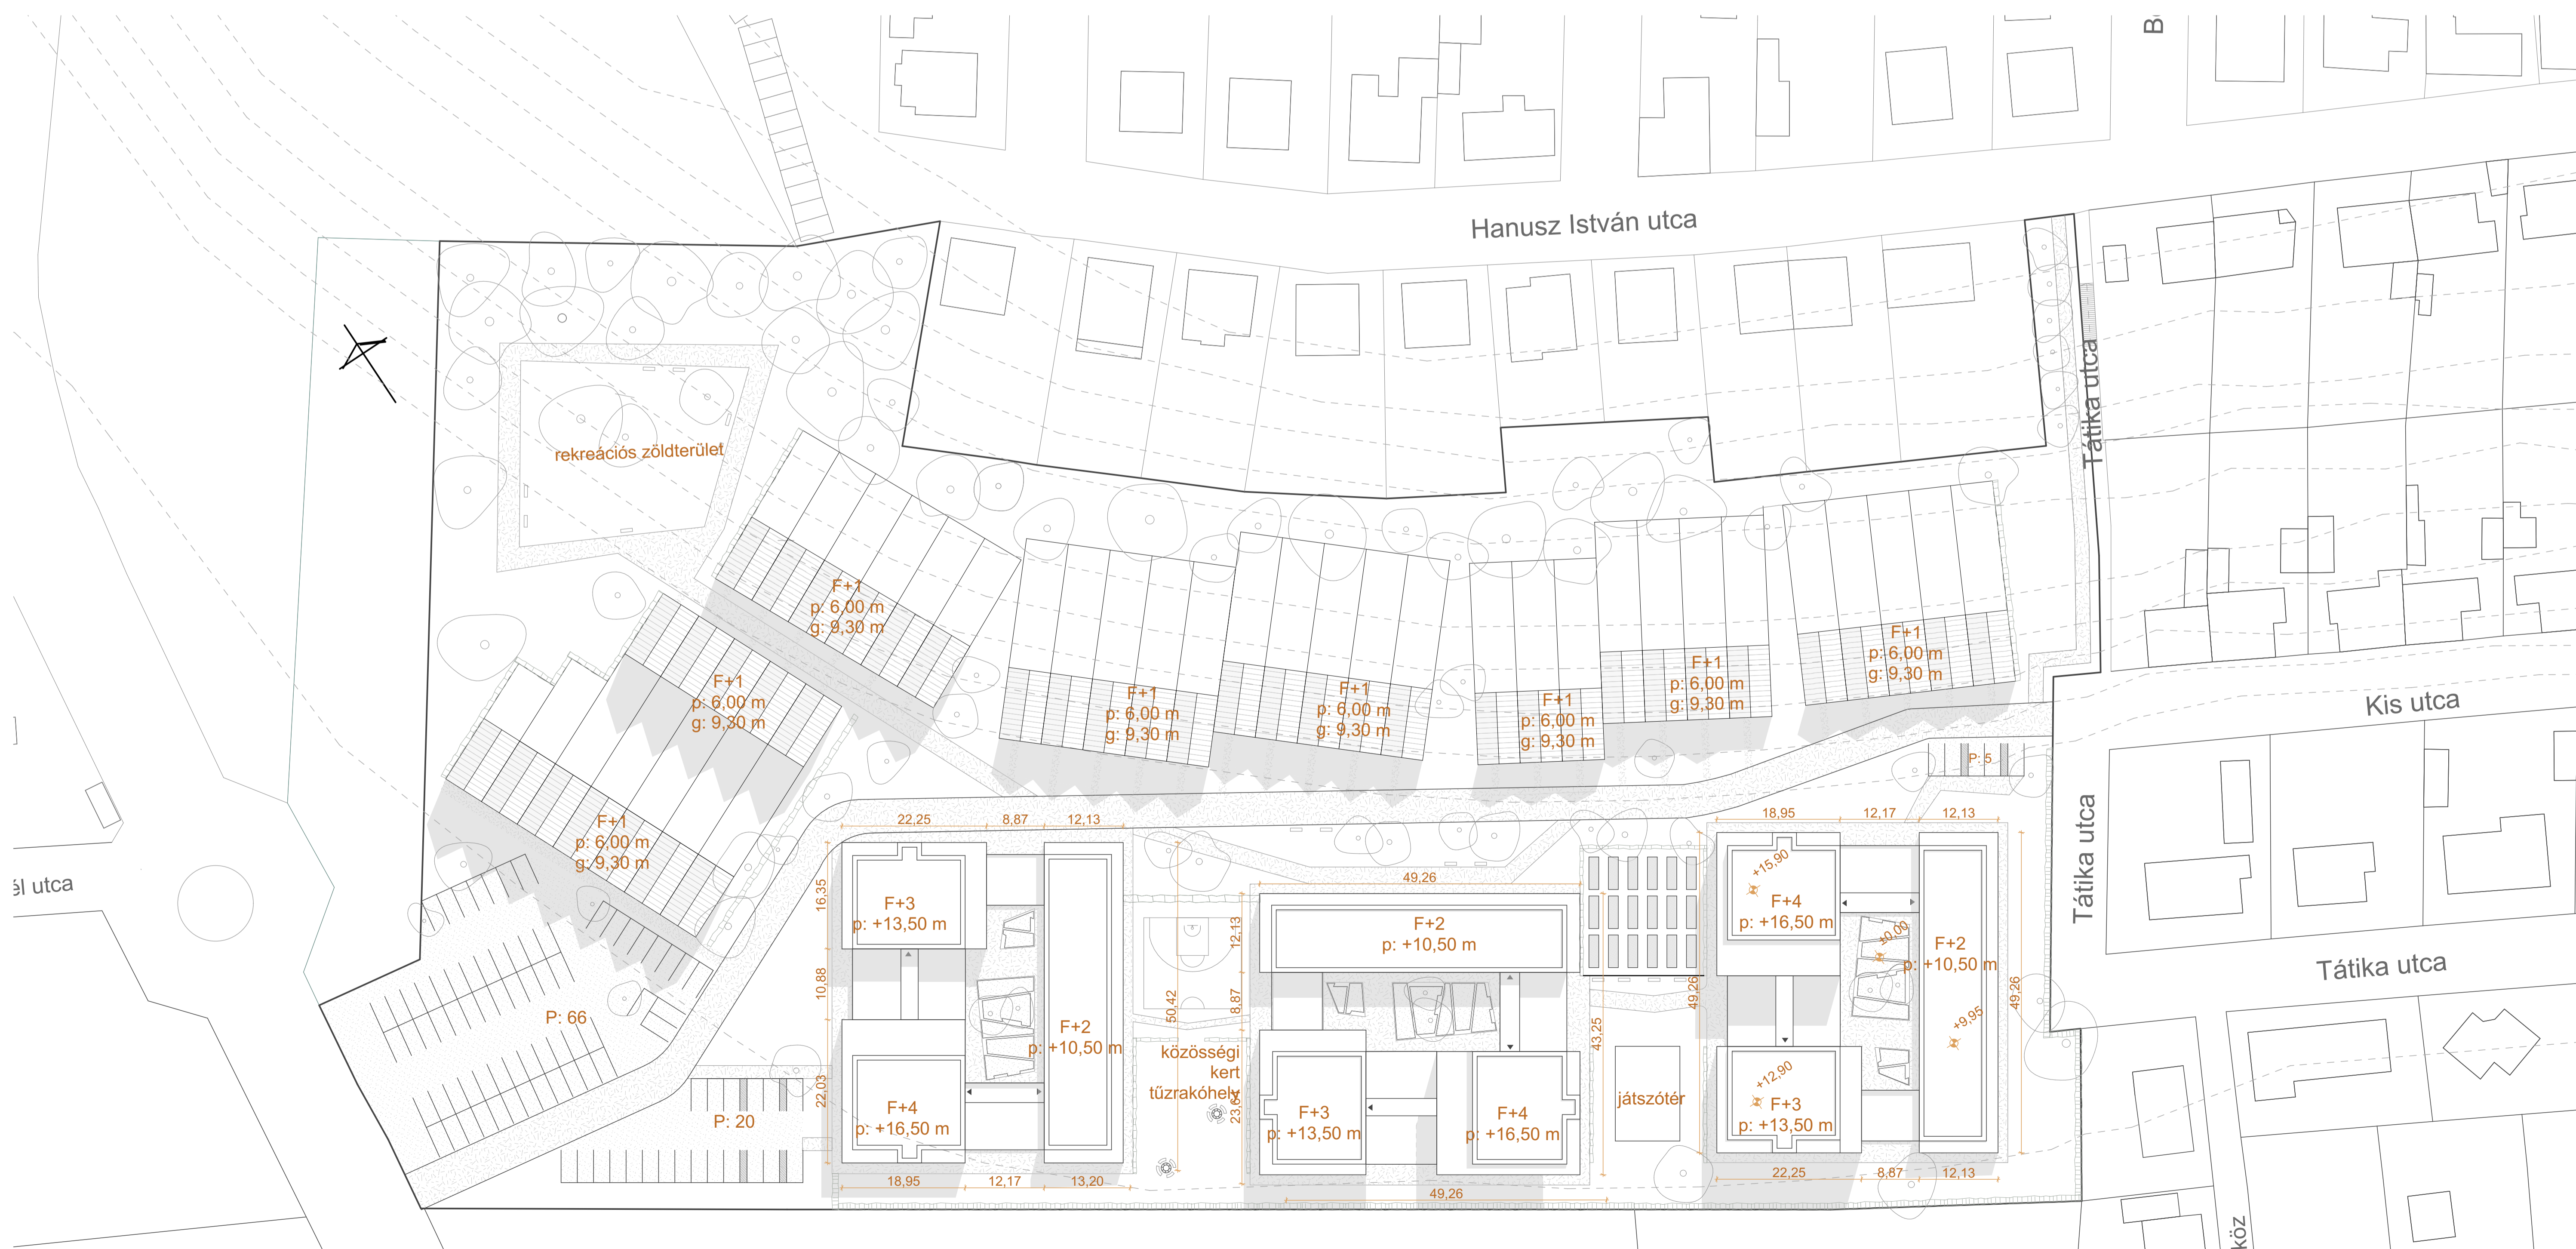 Hanusz István utca
Tátika utca
rekreációs zöldterület
F+1
p: 6,00 m
g: 9,30 m
F+1
p: 6,00 m
g: 9,30 m
F+1
p: 6,00 m
g: 9,30 m
F+1
p: 6,00 m
g: 9,30 m
F+1
p: 6,00 m
g: 9,30 m
F+1
p: 6,00 m
g: 9,30 m
F+1
p: 6,00 m
g: 9,30 m
F+1
p: 6,00 m
g: 9,30 m
Kis utca
Tátika utca
Tátika utca
él utca
köz
P: 5
P: 66
P: 20
22,25
8,87
12,13
16,35
10,88
22,03
F+3
p: +13,50 m
F+2
p: +10,50 m
F+4
p: +16,50 m
18,95
12,17
13,20
50,42
közösségi
kert
tűzrakóhely
49,26
12,13
8,87
F+2
p: +10,50 m
F+3
p: +13,50 m
F+4
p: +16,50 m
43,25
49,26
játszótér
18,95
12,17
12,13
49,26
49,26
+15,90
F+4
p: +16,50 m
±0,00
F+2
p: +10,50 m
+9,95
+12,90
F+3
p: +13,50 m
22,25
8,87
12,13